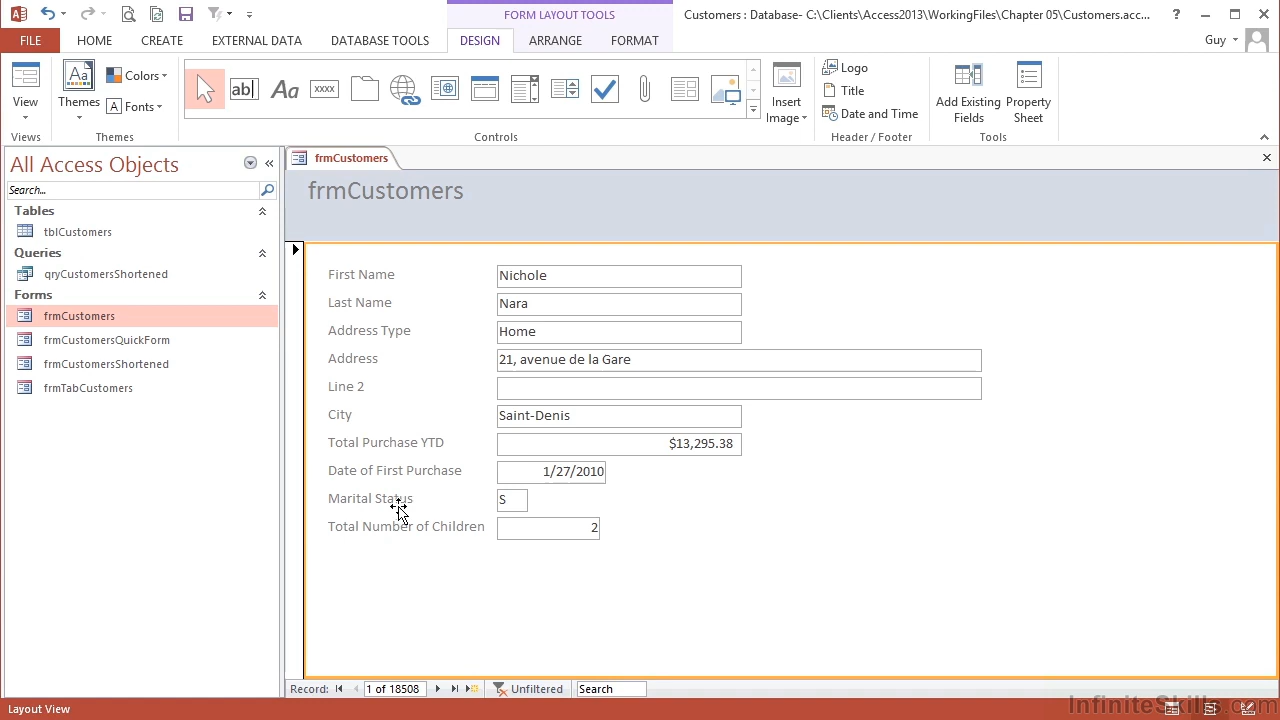 FORM LAYOUT TOOLS
Customers : Database- C:\Clients\Access2013\WorkingFiles\Chapter 05\Customers.acc...
?
FILE HOME CREATE EXTERNAL DATA DATABASE TOOLS DESIGN ARRANGE FORMAT
Guy
View
Views
Aa
Themes
Colors
A Fonts
Themes
ab|
Aa
xxxx
Controls
Insert
Image
Logo
Title
Date and Time
Header / Footer
Add Existing
Fields
Property
Sheet
Tools
All Access Objects
Search...
Tables
tblCustomers
Queries
qryCustomersShortened
Forms
frmCustomers
frmCustomersQuickForm
frmCustomersShortened
frmTabCustomers
frmCustomers
frmCustomers
First Name Nichole
Last Name Nara
Address Type Home
Address 21, avenue de la Gare
Line 2
City Saint-Denis
Total Purchase YTD $13,295.38
Date of First Purchase 1/27/2010
Marital Status S
Total Number of Children 2
Record: 1 of 18508 Unfiltered Search
Layout View
InfiniteSkills.com